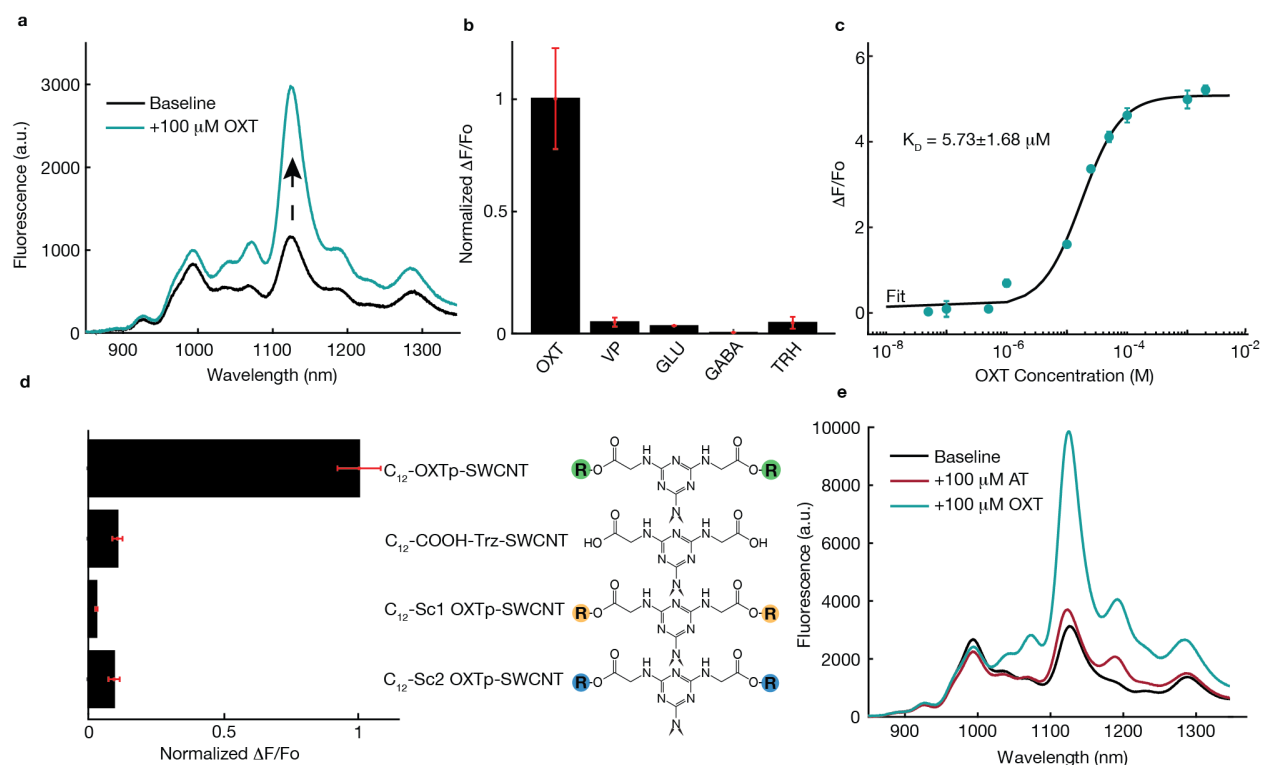 a
Fluorescence (a.u.)
3000
2000
1000
0
Baseline
+100 µM OXT
900 1000 1100 1200 1300
Wavelength (nm)
b
Normalized ΔF/Fo
1
0.5
0
OXT VP GLU GABA TRH
c
ΔF/Fo
6
4
2
0
K_D = 5.73±1.68 µM
Fit
10⁻⁸ 10⁻⁶ 10⁻⁴ 10⁻²
OXT Concentration (M)
d
C₁₂-OXTp-SWCNT
C₁₂-COOH-Trz-SWCNT
C₁₂-Sc1 OXTp-SWCNT
C₁₂-Sc2 OXTp-SWCNT
0 0.5 1
Normalized ΔF/Fo
O H H O
R O N N N O R
N N
N
O H H O
HO N N N OH
N N
N
O H H O
R O N N N O R
N N
N
O H H O
R O N N N O R
N N
N
e
Fluorescence (a.u.)
10000
8000
6000
4000
2000
0
Baseline
+100 µM AT
+100 µM OXT
900 1000 1100 1200 1300
Wavelength (nm)